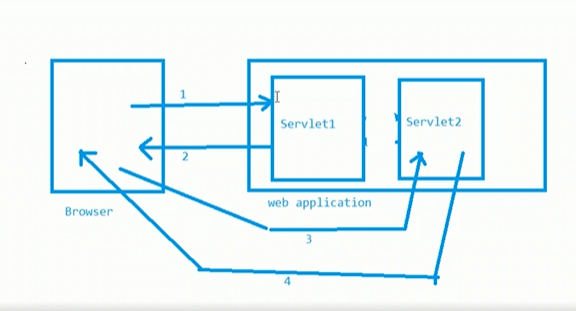 1
Servlet1
Servlet2
2
web application
Browser
3
4